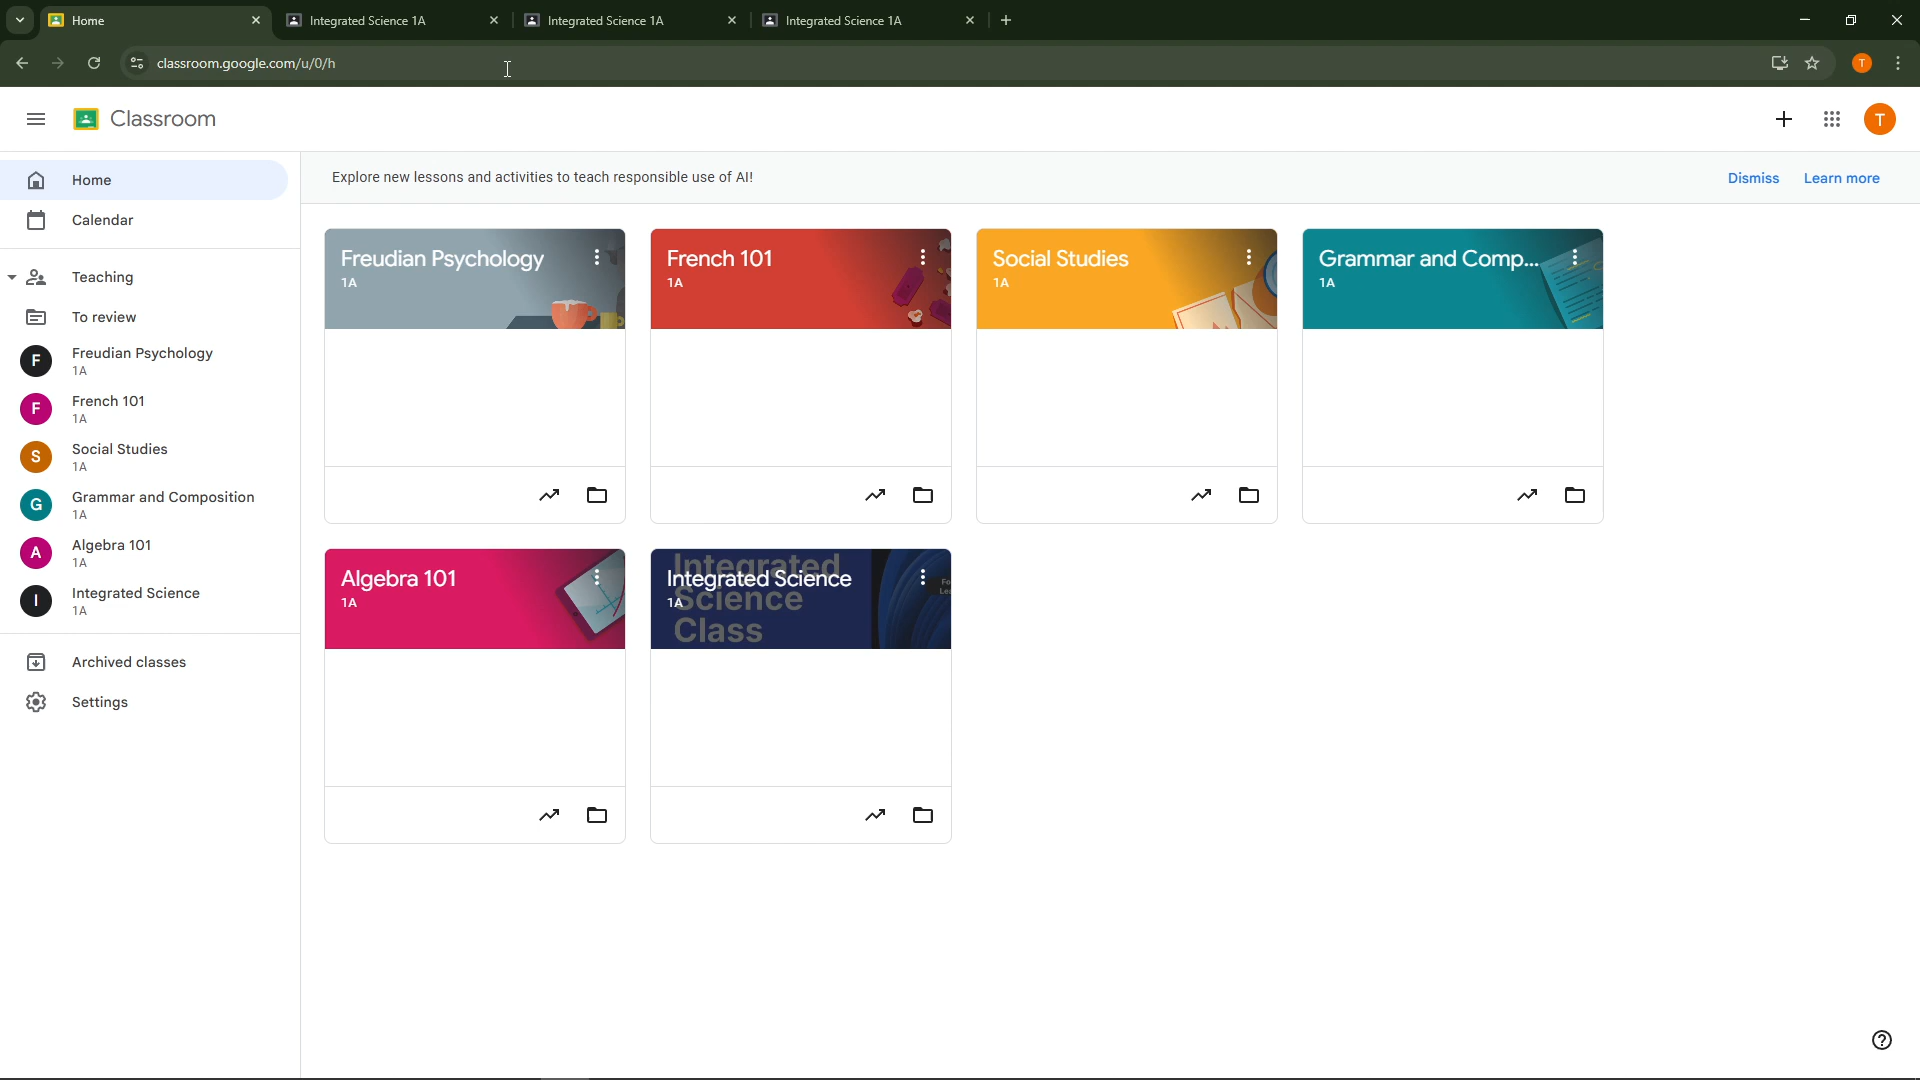 Home
Integrated Science 1A
Integrated Science 1A
Integrated Science 1A
classroom.google.com/u/0/h
T
Classroom
T
Home
Calendar
Teaching
To review
F
Freudian Psychology
1A
F
French 101
1A
S
Social Studies
1A
G
Grammar and Composition
1A
A
Algebra 101
1A
I
Integrated Science
1A
Archived classes
Settings
Explore new lessons and activities to teach responsible use of AI!
Dismiss
Learn more
Freudian Psychology
1A
French 101
1A
Social Studies
1A
Grammar and Comp...
1A
Algebra 101
1A
Integrated Science
1A
Integrated
Science
Class